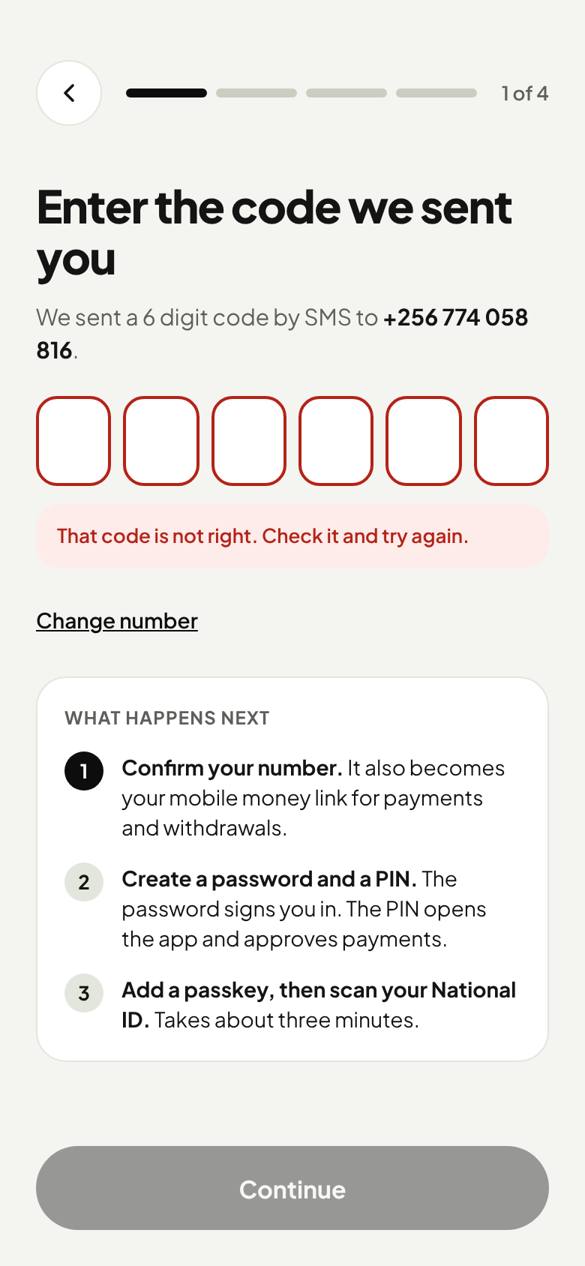 1 of 4
Enter the code we sent
you
We sent a 6 digit code by SMS to +256 774 058
816.
That code is not right. Check it and try again.
Change number
WHAT HAPPENS NEXT
1 Confirm your number. It also becomes
your mobile money link for payments
and withdrawals.
2 Create a password and a PIN. The
password signs you in. The PIN opens
the app and approves payments.
3 Add a passkey, then scan your National
ID. Takes about three minutes.
Continue